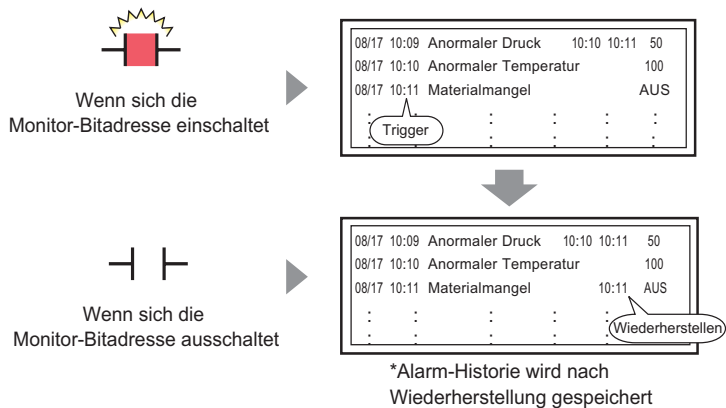 Wenn sich die
Monitor-Bitadresse einschaltet
08/17 10:09 Anormaler Druck 10:10 10:11 50
08/17 10:10 Anormaler Temperatur 100
08/17 10:11 Materialmangel AUS
Trigger
Wenn sich die
Monitor-Bitadresse ausschaltet
08/17 10:09 Anormaler Druck 10:10 10:11 50
08/17 10:10 Anormaler Temperatur 100
08/17 10:11 Materialmangel 10:11 AUS
Wiederherstellen
*Alarm-Historie wird nach
Wiederherstellung gespeichert